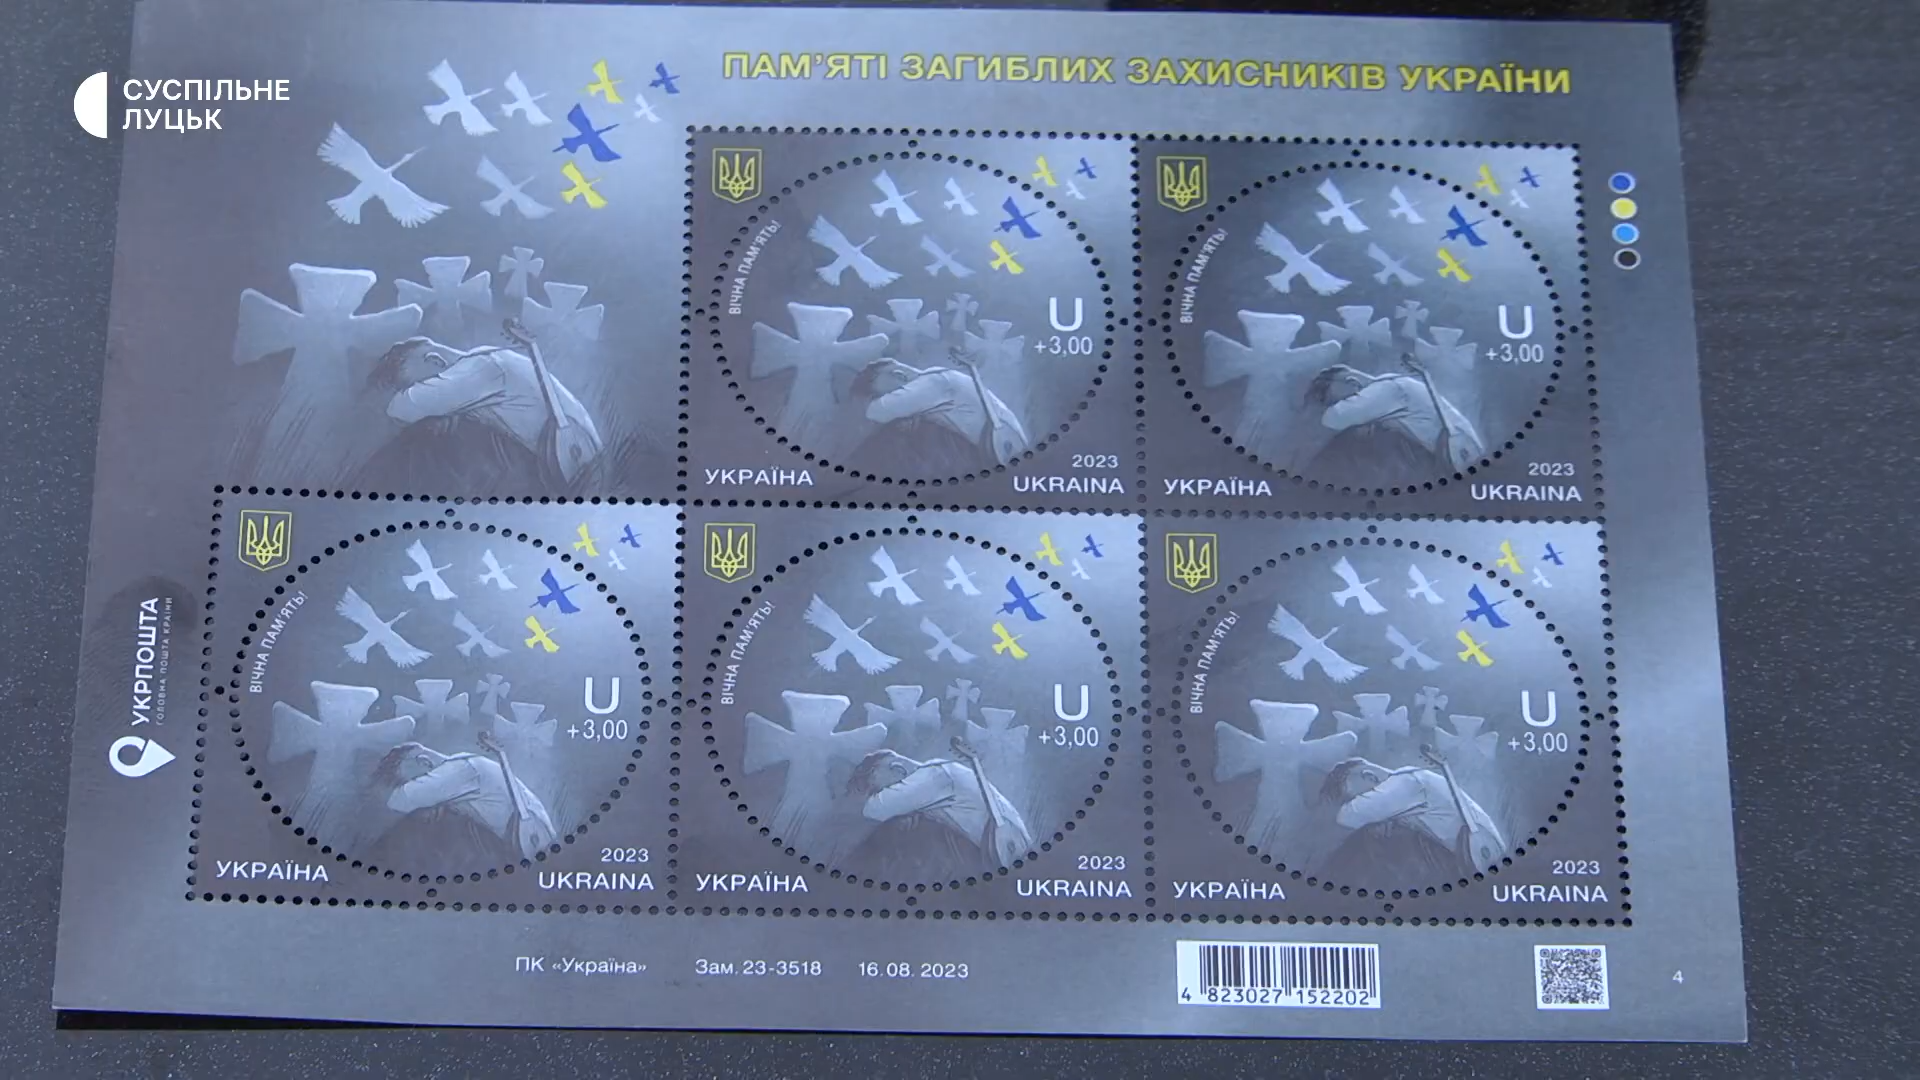 СУСПІЛЬНЕ
ЛУЦЬК
ПАМ'ЯТІ ЗАГИБЛИХ ЗАХИСНИКІВ УКРАЇНИ
ВІЧНА ПАМ'ЯТЬ!
U
+3,00
2023
УКРАЇНА
UKRAINA
ВІЧНА ПАМ'ЯТЬ!
U
+3,00
2023
УКРАЇНА
UKRAINA
ВІЧНА ПАМ'ЯТЬ!
U
+3,00
2023
УКРАЇНА
UKRAINA
ВІЧНА ПАМ'ЯТЬ!
U
+3,00
2023
УКРАЇНА
UKRAINA
ВІЧНА ПАМ'ЯТЬ!
U
+3,00
2023
УКРАЇНА
UKRAINA
УКРПОШТА
ГОЛОВНА ПОШТА КРАЇНИ
ПК «Україна» Зам. 23-3518 16.08. 2023
4 823027 152202
4